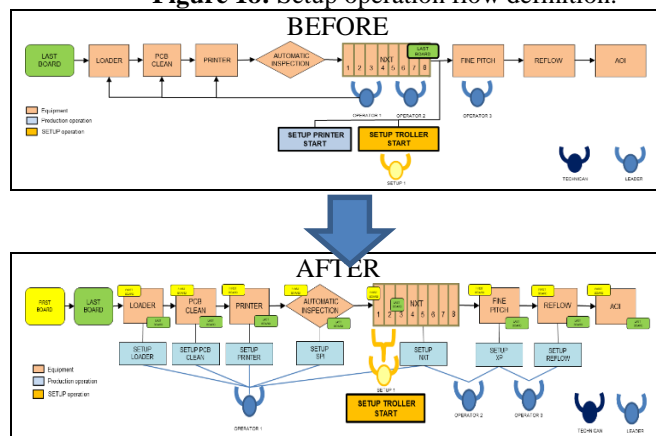 Figure 18. Setup operation flow definition.
BEFORE
LAST
BOARD
LOADER
PCB
CLEAN
PRINTER
AUTOMATIC
INSPECTION
NXT
LAST
BOARD
1 2 3 4 5 6 7 8
FINE PITCH
REFLOW
AOI
OPERATOR 1
OPERATOR 2
OPERATOR 3
Equipment
Production operation
SETUP operation
SETUP PRINTER
START
SETUP TROLLER
START
SETUP 1
TECHNICAN
LEADER
AFTER
FIRST
BOARD
LAST
BOARD
LOADER
PCB
CLEAN
PRINTER
AUTOMATIC
INSPECTION
NXT
1 2 3 4 5 6 7 8
FINE
PITCH
REFLOW
AOI
SETUP
LOADER
SETUP PCB
CLEAN
SETUP
PRINTER
SETUP
SPI
SETUP
NXT
SETUP
XP
SETUP
REFLOW
Equipment
Production operation
SETUP operation
SETUP 1
SETUP TROLLER
START
OPERATOR 1
OPERATOR 2
OPERATOR 3
TECHNICAN
LEADER